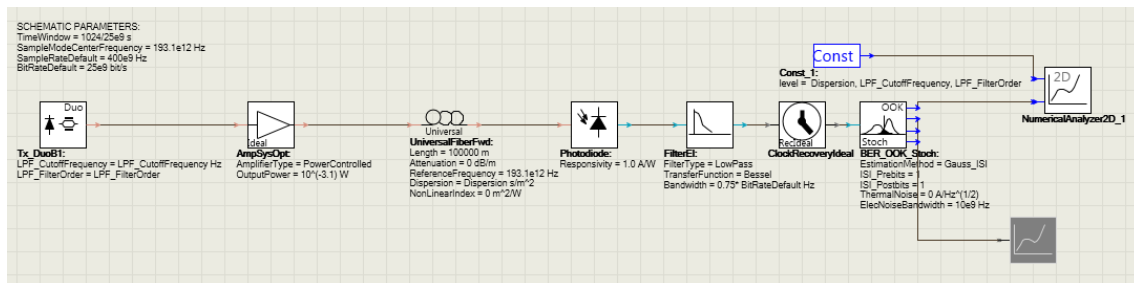 SCHEMATIC PARAMETERS:
TimeWindow = 1024/25e9 s
SampleModeCenterFrequency = 193.1e12 Hz
SampleRateDefault = 400e9 Hz
BitRateDefault = 25e9 bit/s
Const
Const_1:
level = Dispersion, LPF_CutoffFrequency, LPF_FilterOrder
2D
NumericalAnalyzer2D_1
Duo
Tx_DuoB1:
LPF_CutoffFrequency = LPF_CutoffFrequency Hz
LPF_FilterOrder = LPF_FilterOrder
Ideal
AmpSysOpt:
AmplifierType = PowerControlled
OutputPower = 10^(-3.1) W
Universal
UniversalFiberFwd:
Length = 100000 m
Attenuation = 0 dB/m
ReferenceFrequency = 193.1e12 Hz
Dispersion = Dispersion s/m^2
NonLinearIndex = 0 m^2/W
Photodiode:
Responsivity = 1.0 A/W
FilterEl:
FilterType = LowPass
TransferFunction = Bessel
Bandwidth = 0.75* BitRateDefault Hz
Rec.Ideal
ClockRecoveryIdeal
OOK
Stoch
BER_OOK_Stoch:
EstimationMethod = Gauss_ISI
ISI_Prebits = 1
ISI_Postbits = 1
ThermalNoise = 0 A/Hz^(1/2)
ElecNoiseBandwidth = 10e9 Hz